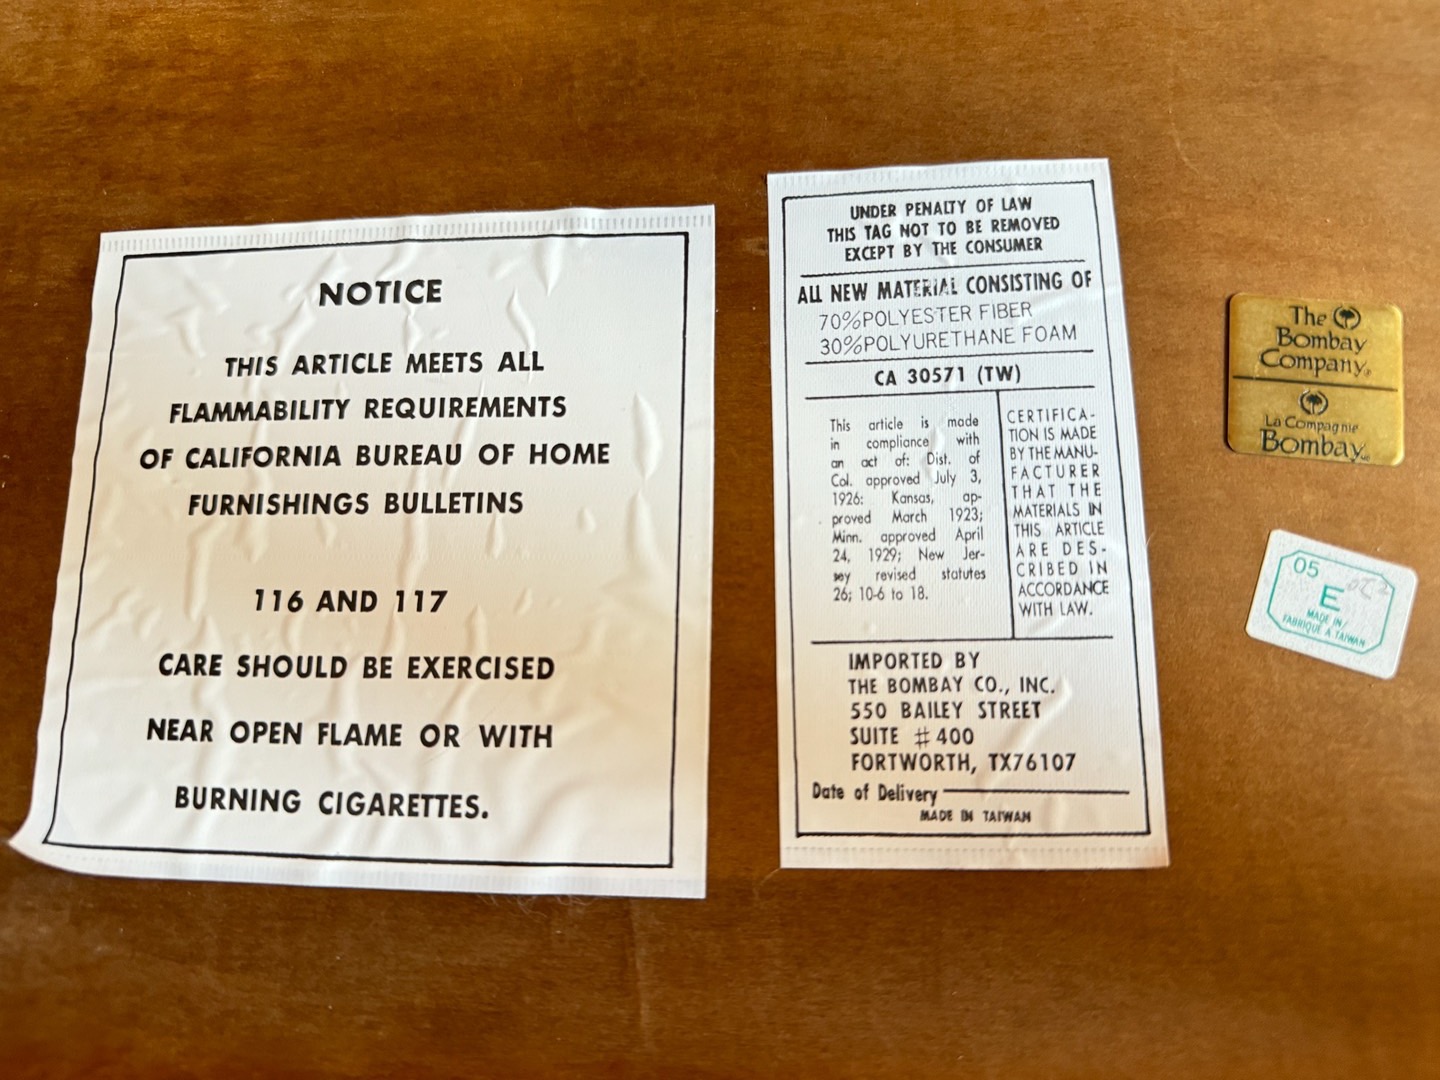 NOTICE
THIS ARTICLE MEETS ALL
FLAMMABILITY REQUIREMENTS
OF CALIFORNIA BUREAU OF HOME
FURNISHINGS BULLETINS
116 AND 117
CARE SHOULD BE EXERCISED
NEAR OPEN FLAME OR WITH
BURNING CIGARETTES.
UNDER PENALTY OF LAW
THIS TAG NOT TO BE REMOVED
EXCEPT BY THE CONSUMER
ALL NEW MATERIAL CONSISTING OF
70%POLYESTER FIBER
30%POLYURETHANE FOAM
CA 30571 (TW)
This article is made
in compliance with
an act of: Dist. of
Col. approved July 3,
1926: Kansas, ap-
proved March 1923;
Minn. approved April
24, 1929; New Jer-
sey revised statutes
26; 10-6 to 18.
CERTIFICA-
TION IS MADE
BY THE MANU-
FACTURER
THAT THE
MATERIALS IN
THIS ARTICLE
ARE DES-
CRIBED IN
ACCORDANCE
WITH LAW.
IMPORTED BY
THE BOMBAY CO., INC.
550 BAILEY STREET
SUITE #400
FORTWORTH, TX76107
Date of Delivery
MADE IN TAIWAN
The
Bombay
Company®
La Compagnie
Bombay
05
E
MADE IN/
FABRIQUÉ À TAIWAN